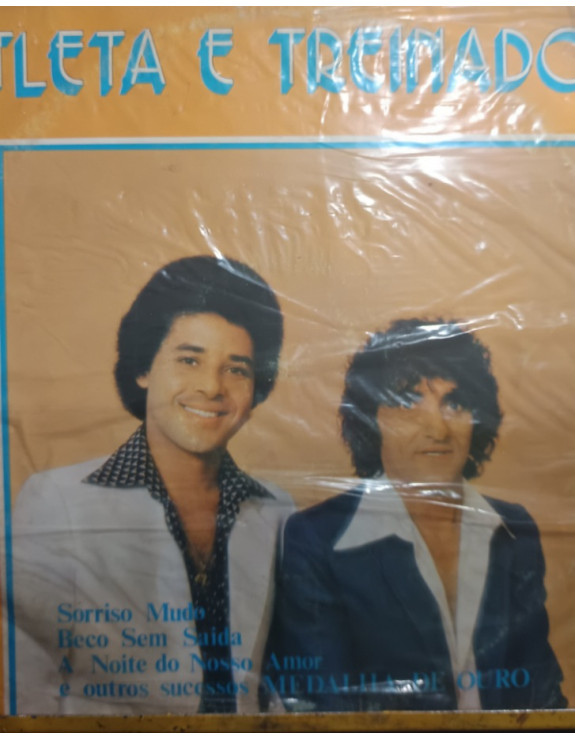 TLETA E TREINADO
Sorriso Mudo
Beco Sem Saída
A Noite do Nosso Amor
e outros sucessos MEDALHA DE OURO